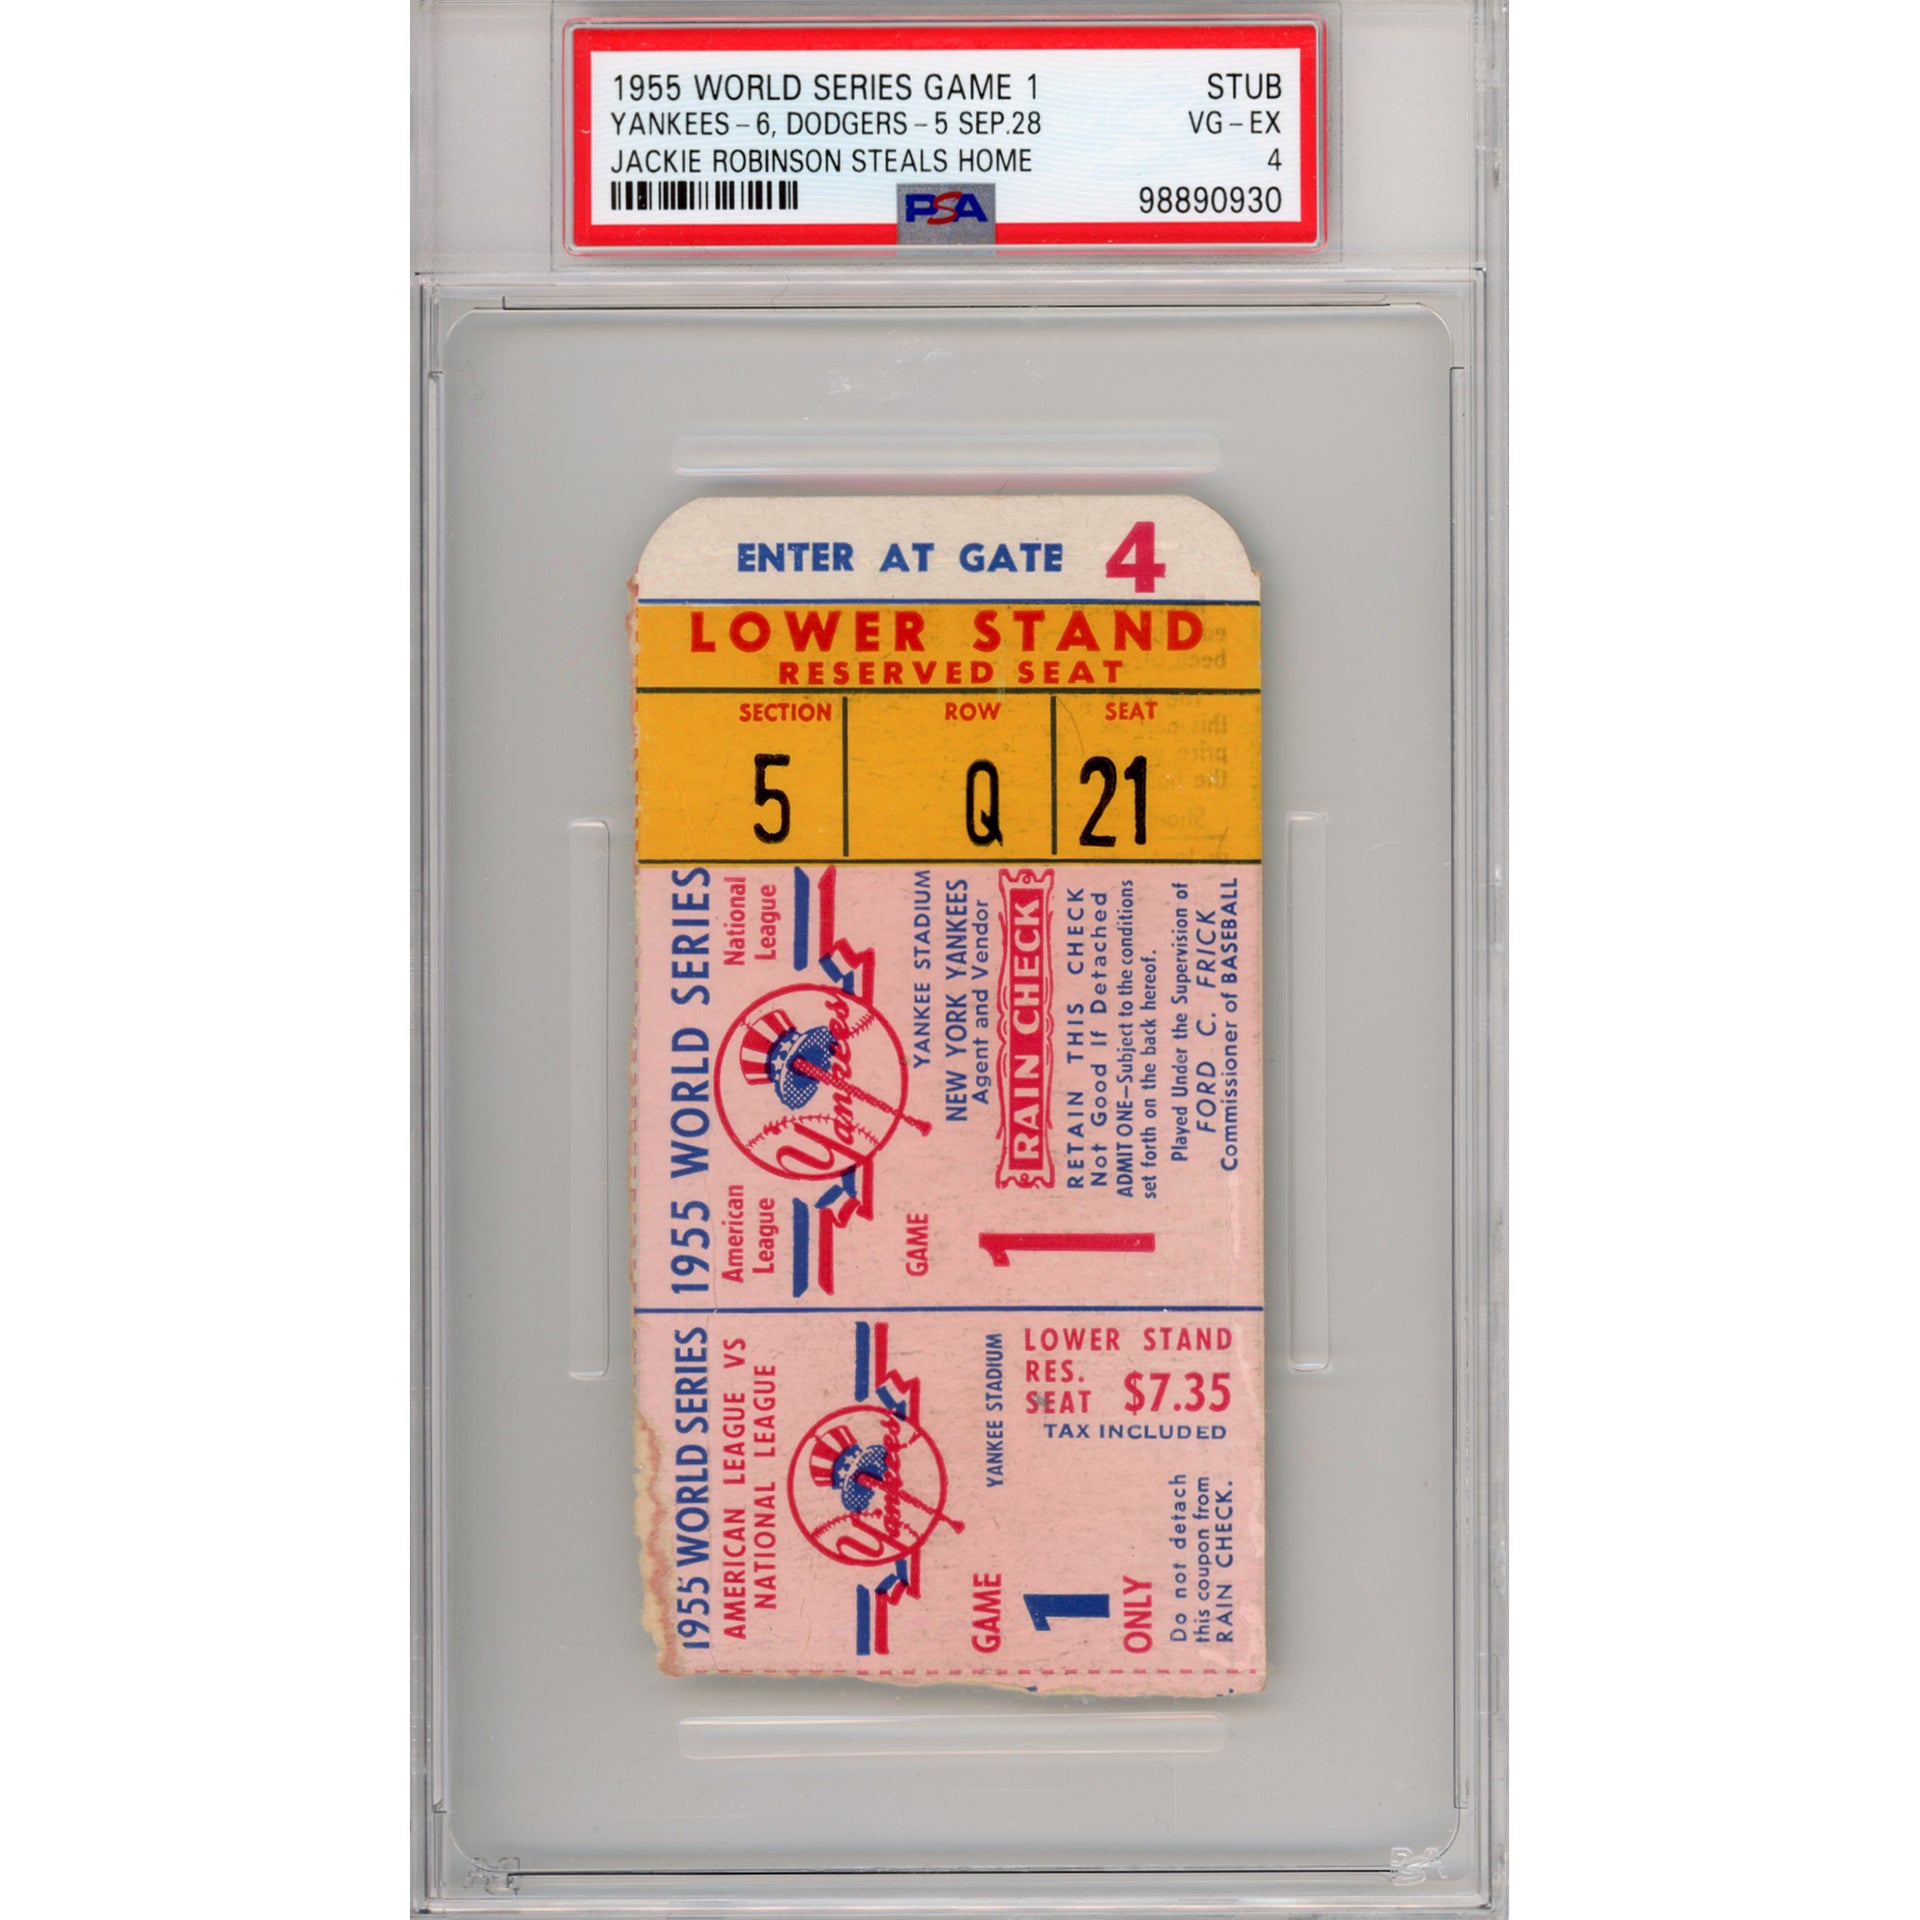 1955 WORLD SERIES GAME 1 STUB
YANKEES - 6, DODGERS - 5 SEP.28 VG - EX
JACKIE ROBINSON STEALS HOME 4
PSA 98890930
ENTER AT GATE 4
LOWER STAND
RESERVED SEAT
SECTION ROW SEAT
5 Q 21
1955 WORLD SERIES
American League
National League
Yankees
GAME 1
YANKEE STADIUM
NEW YORK YANKEES
Agent and Vendor
RAIN CHECK
RETAIN THIS CHECK
Not Good If Detached
ADMIT ONE—Subject to the conditions
set forth on the back hereof.
Played Under the Supervision of
FORD C. FRICK
Commissioner of BASEBALL
1955 WORLD SERIES
AMERICAN LEAGUE VS
NATIONAL LEAGUE
Yankees
YANKEE STADIUM
GAME
1
ONLY
LOWER STAND
RES.
SEAT $7.35
TAX INCLUDED
Do not detach
this coupon from
RAIN CHECK.
PSA